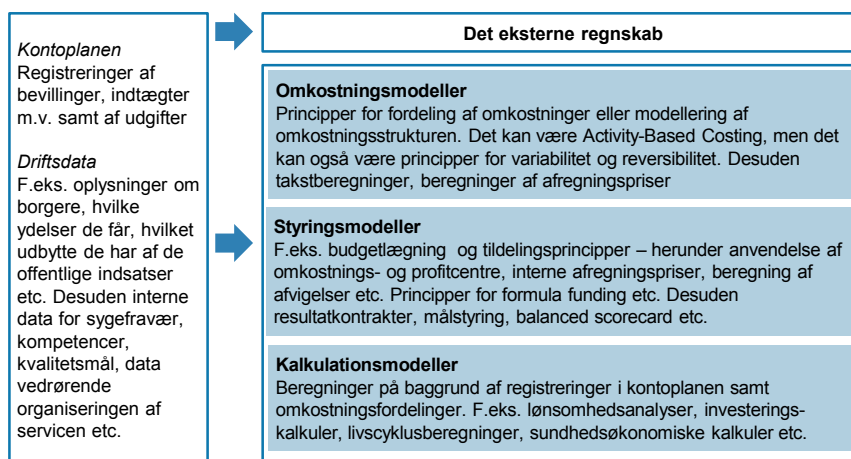 Kontoplanen
Registreringer af
bevillinger, indtægter
m.v. samt af udgifter
Driftsdata
F.eks. oplysninger om
borgere, hvilke
ydelser de får, hvilket
udbytte de har af de
offentlige indsatser
etc. Desuden interne
data for sygefravær,
kompetencer,
kvalitetsmål, data
vedrørende
organiseringen af
servicen etc.
Det eksterne regnskab
Omkostningsmodeller
Principper for fordeling af omkostninger eller modellering af
omkostningsstrukturen. Det kan være Activity-Based Costing, men det
kan også være principper for variabilitet og reversibilitet. Desuden
takstberegninger, beregninger af afregningspriser
Styringsmodeller
F.eks. budgetlægning og tildelingsprincipper – herunder anvendelse af
omkostnings- og profitcentre, interne afregningspriser, beregning af
afvigelser etc. Principper for formula funding etc. Desuden
resultatkontrakter, målstyring, balanced scorecard etc.
Kalkulationsmodeller
Beregninger på baggrund af registreringer i kontoplanen samt
omkostningsfordelinger. F.eks. lønsomhedsanalyser, investerings-
kalkuler, livscyklusberegninger, sundhedsøkonomiske kalkuler etc.